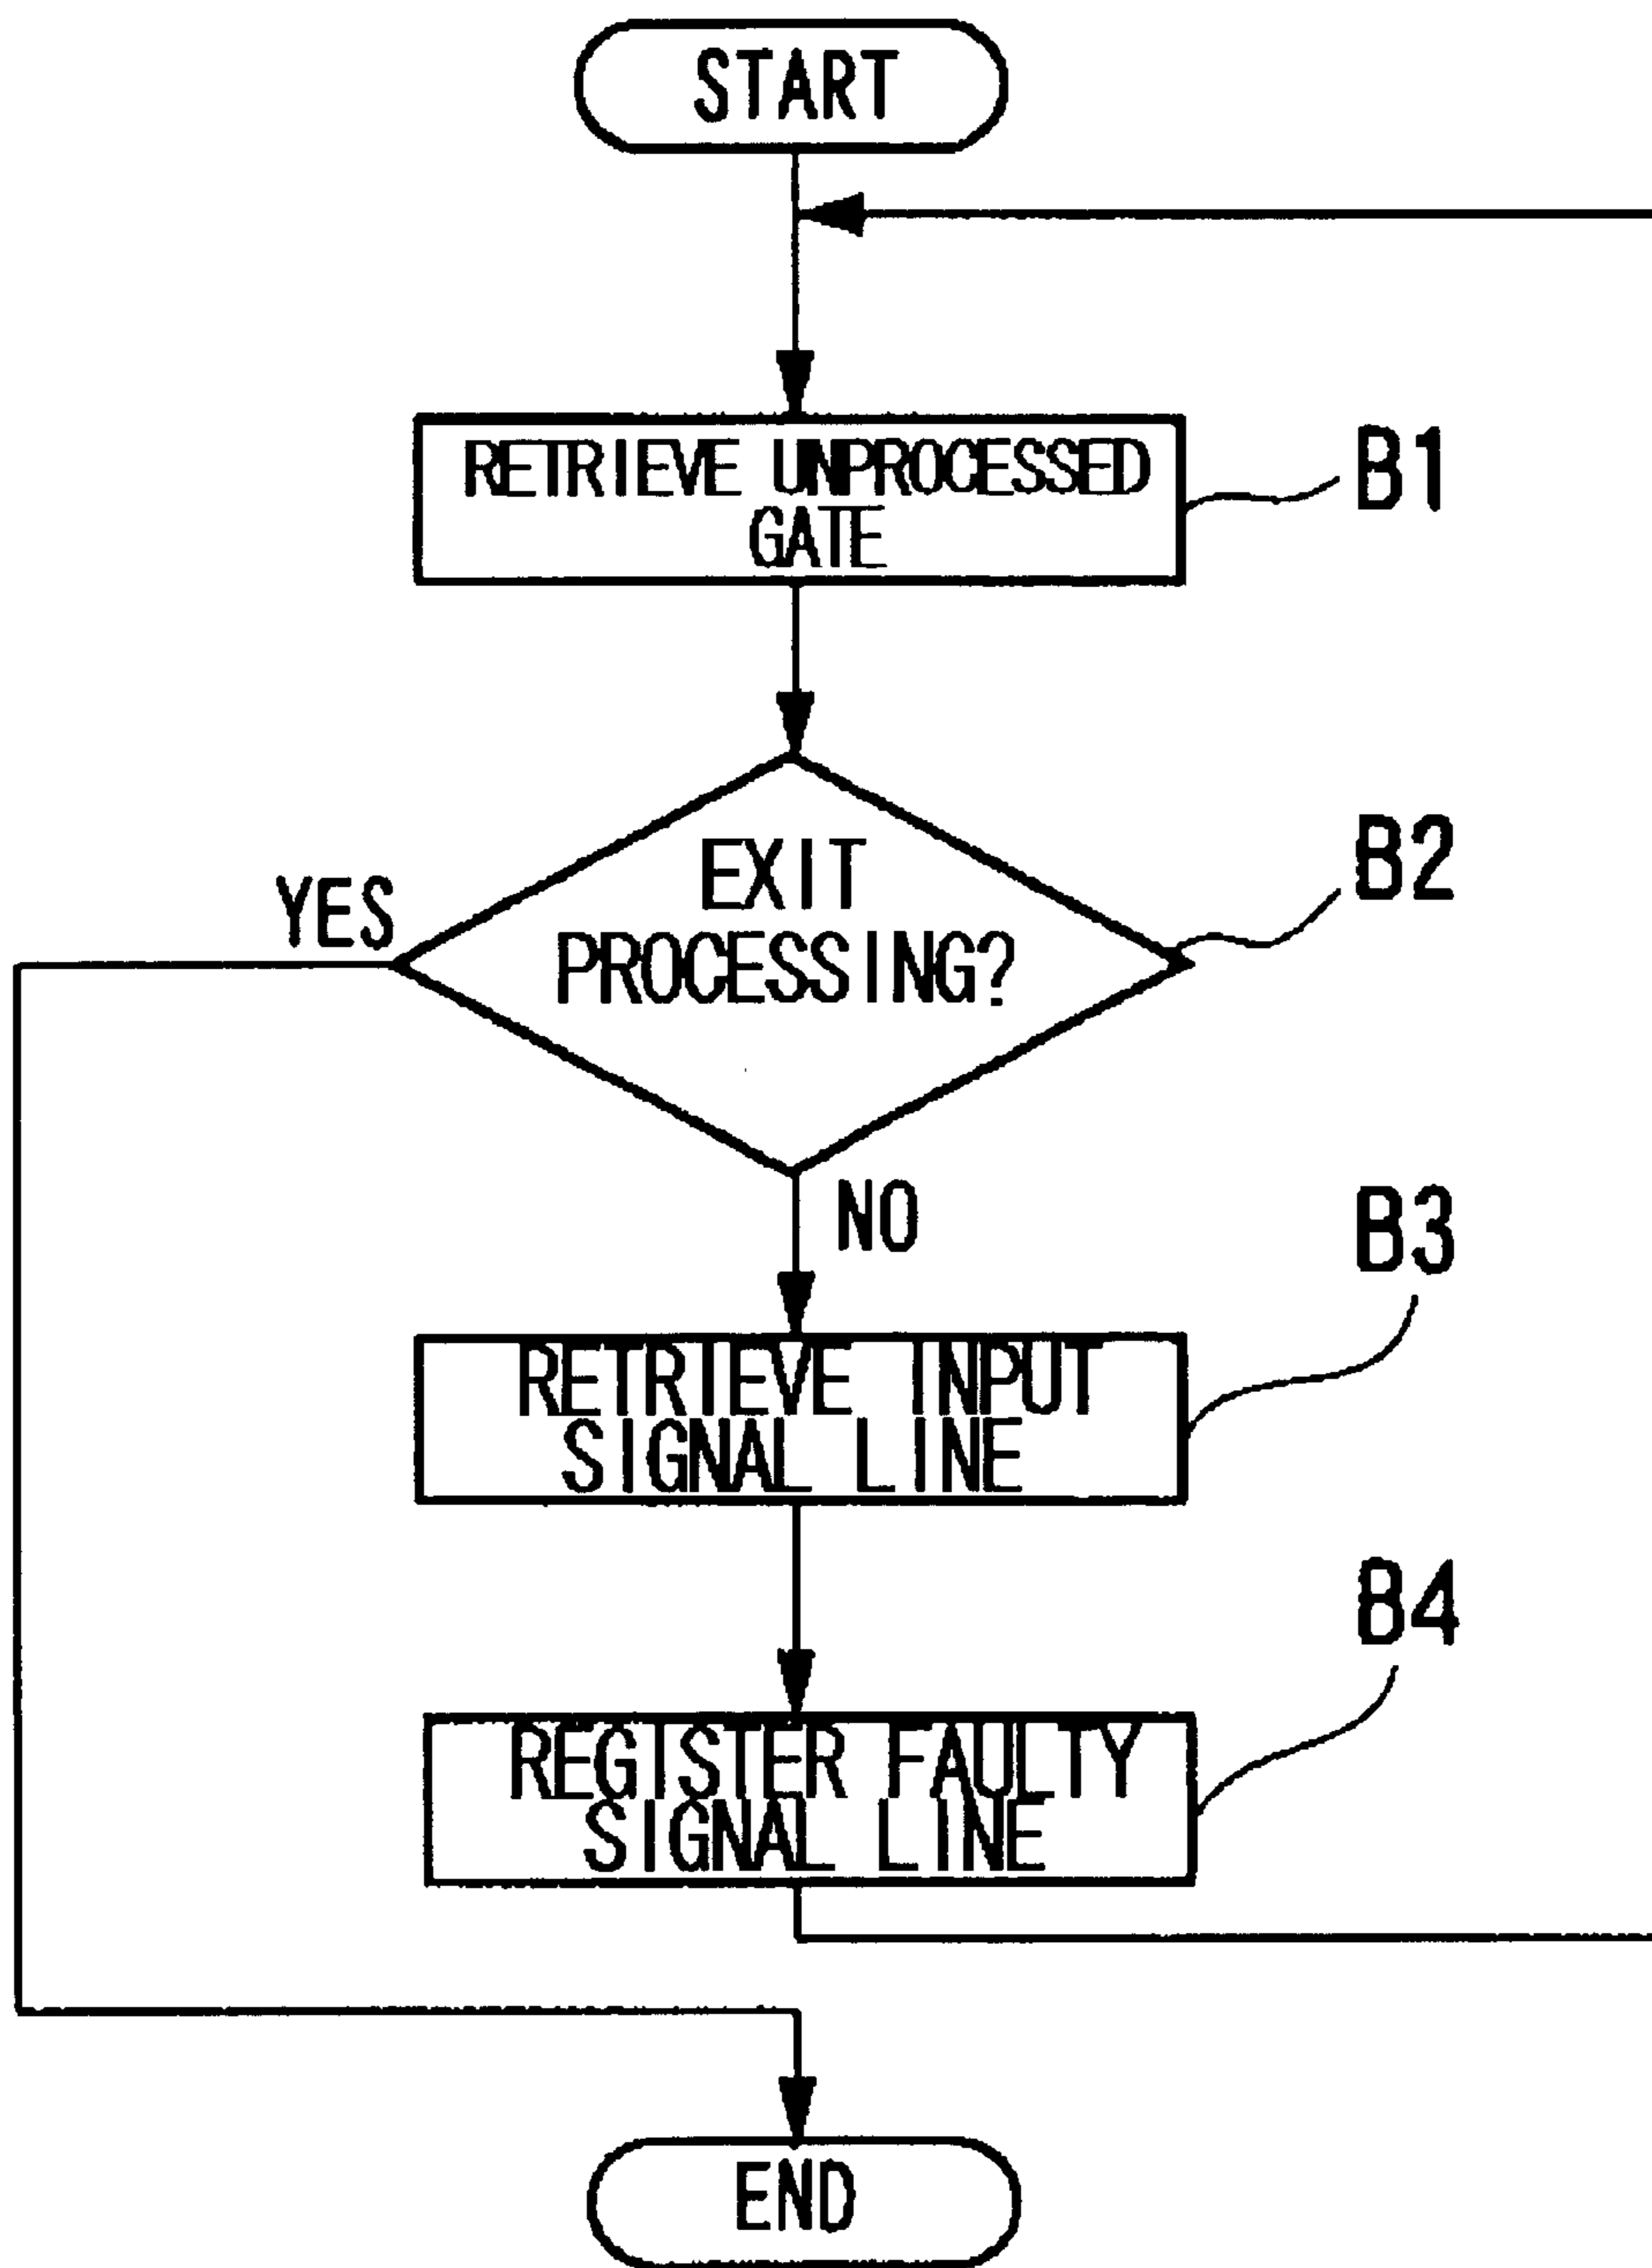 START
RETRIEVE UNPROCESSED
GATE
B1
EXIT
PROCESSING?
B2
YES
NO
B3
RETRIEVE INPUT
SIGNAL LINE
B4
REGISTER FAULTY
SIGNAL LINE
END